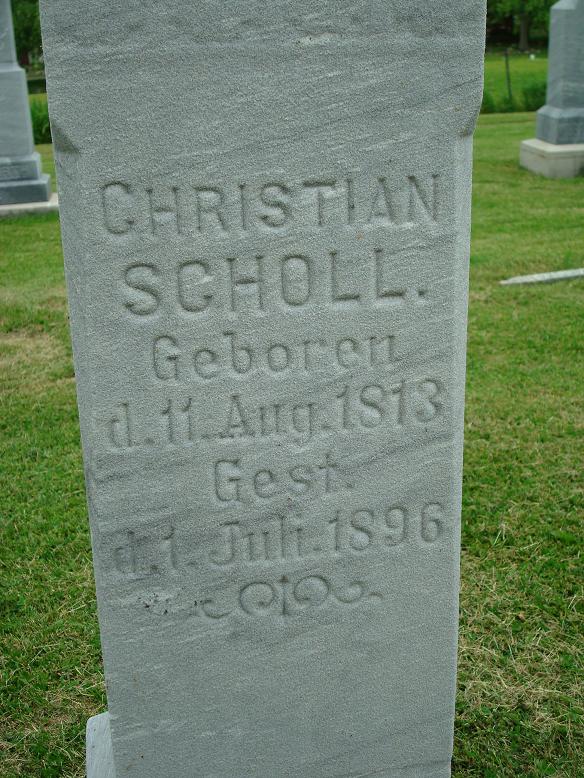 CHRISTIAN
SCHOLL.
Geboren
d. 11. Aug. 1813
Gest.
d. 1. Juli. 1896